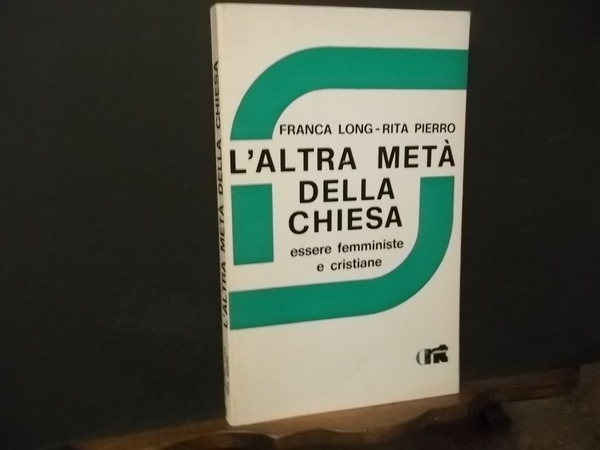 FRANCA LONG - RITA PIERRO
L'ALTRA METÀ
DELLA
CHIESA
essere femministe
e cristiane
L'ALTRA METÀ DELLA CHIESA